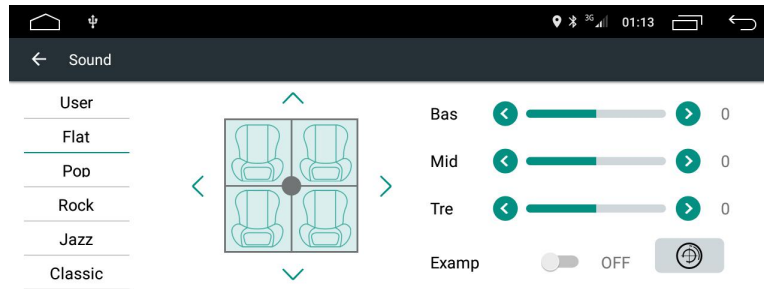 3G 01:13
Sound
User
Flat
Pop
Rock
Jazz
Classic
Bas 0
Mid 0
Tre 0
Examp OFF